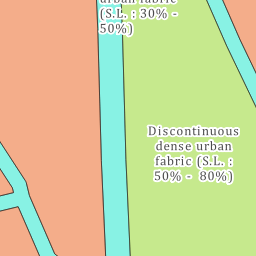 urban fabric
(S.L. : 30% -
50%)
Discontinuous
dense urban
fabric (S.L. :
50% - 80%)